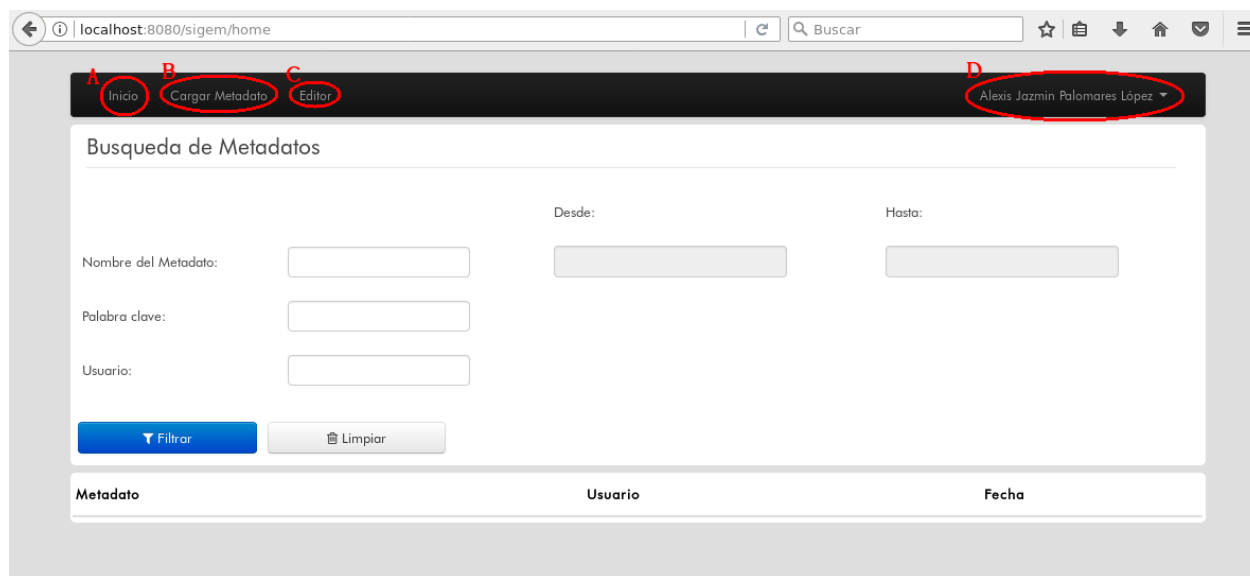 localhost:8080/sigem/home
Buscar
A B C D
Inicio Cargar Metadato Editor Alexis Jazmin Palomares López
Busqueda de Metadatos
Desde: Hasta:
Nombre del Metadato:
Palabra clave:
Usuario:
Filtrar Limpiar
Metadato Usuario Fecha